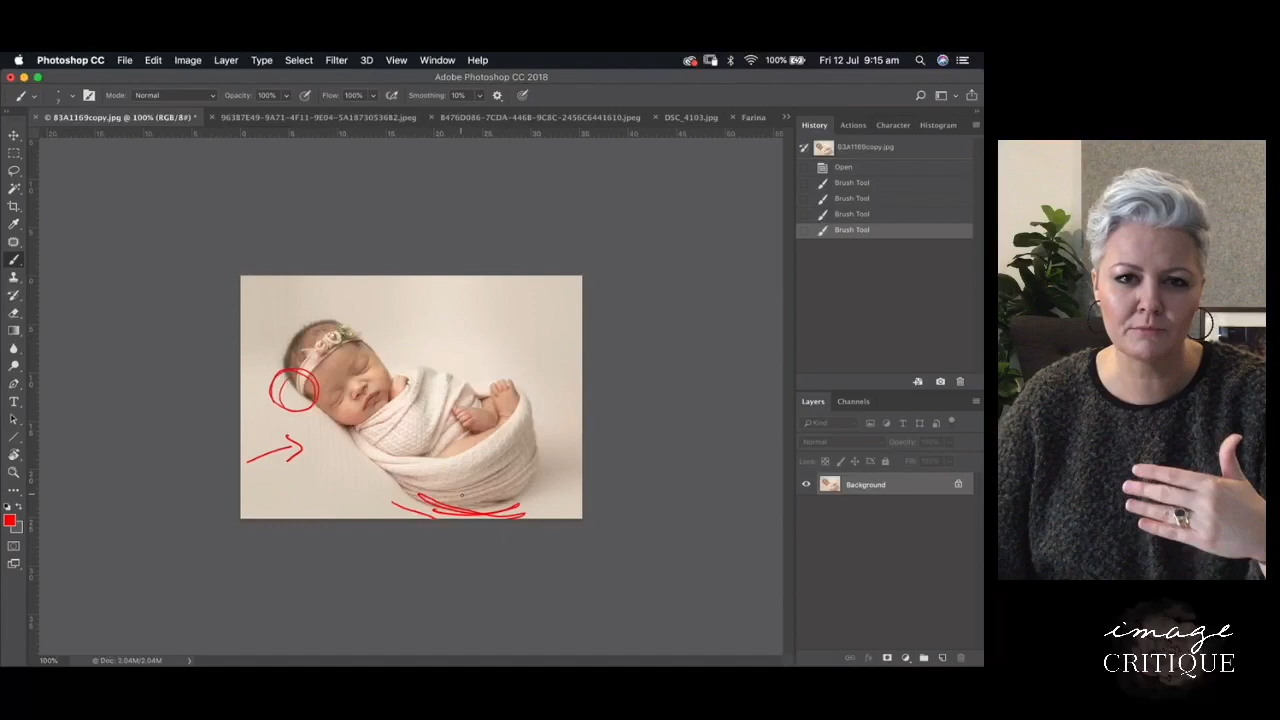 Photoshop CC File Edit Image Layer Type Select Filter 3D View Window Help 100% Fri 12 Jul 9:15 am
Adobe Photoshop CC 2018
Mode: Normal Opacity: 100% Flow: 100% Smoothing: 10%
© 83A1169copy.jpg @ 100% (RGB/8#) * 963B7E49-9A71-4F11-9E04-5A18730536B2.jpeg B476D086-7CDA-446B-9C8C-2456C6441610.jpeg DSC_4103.jpg Farina
History Actions Character Histogram
83A1169copy.jpg
Open
Brush Tool
Brush Tool
Brush Tool
Brush Tool
Layers Channels
Kind
Normal Opacity: 100%
Lock: Fill: 100%
Background
100% Doc: 2.04M/2.04M
image
CRITIQUE